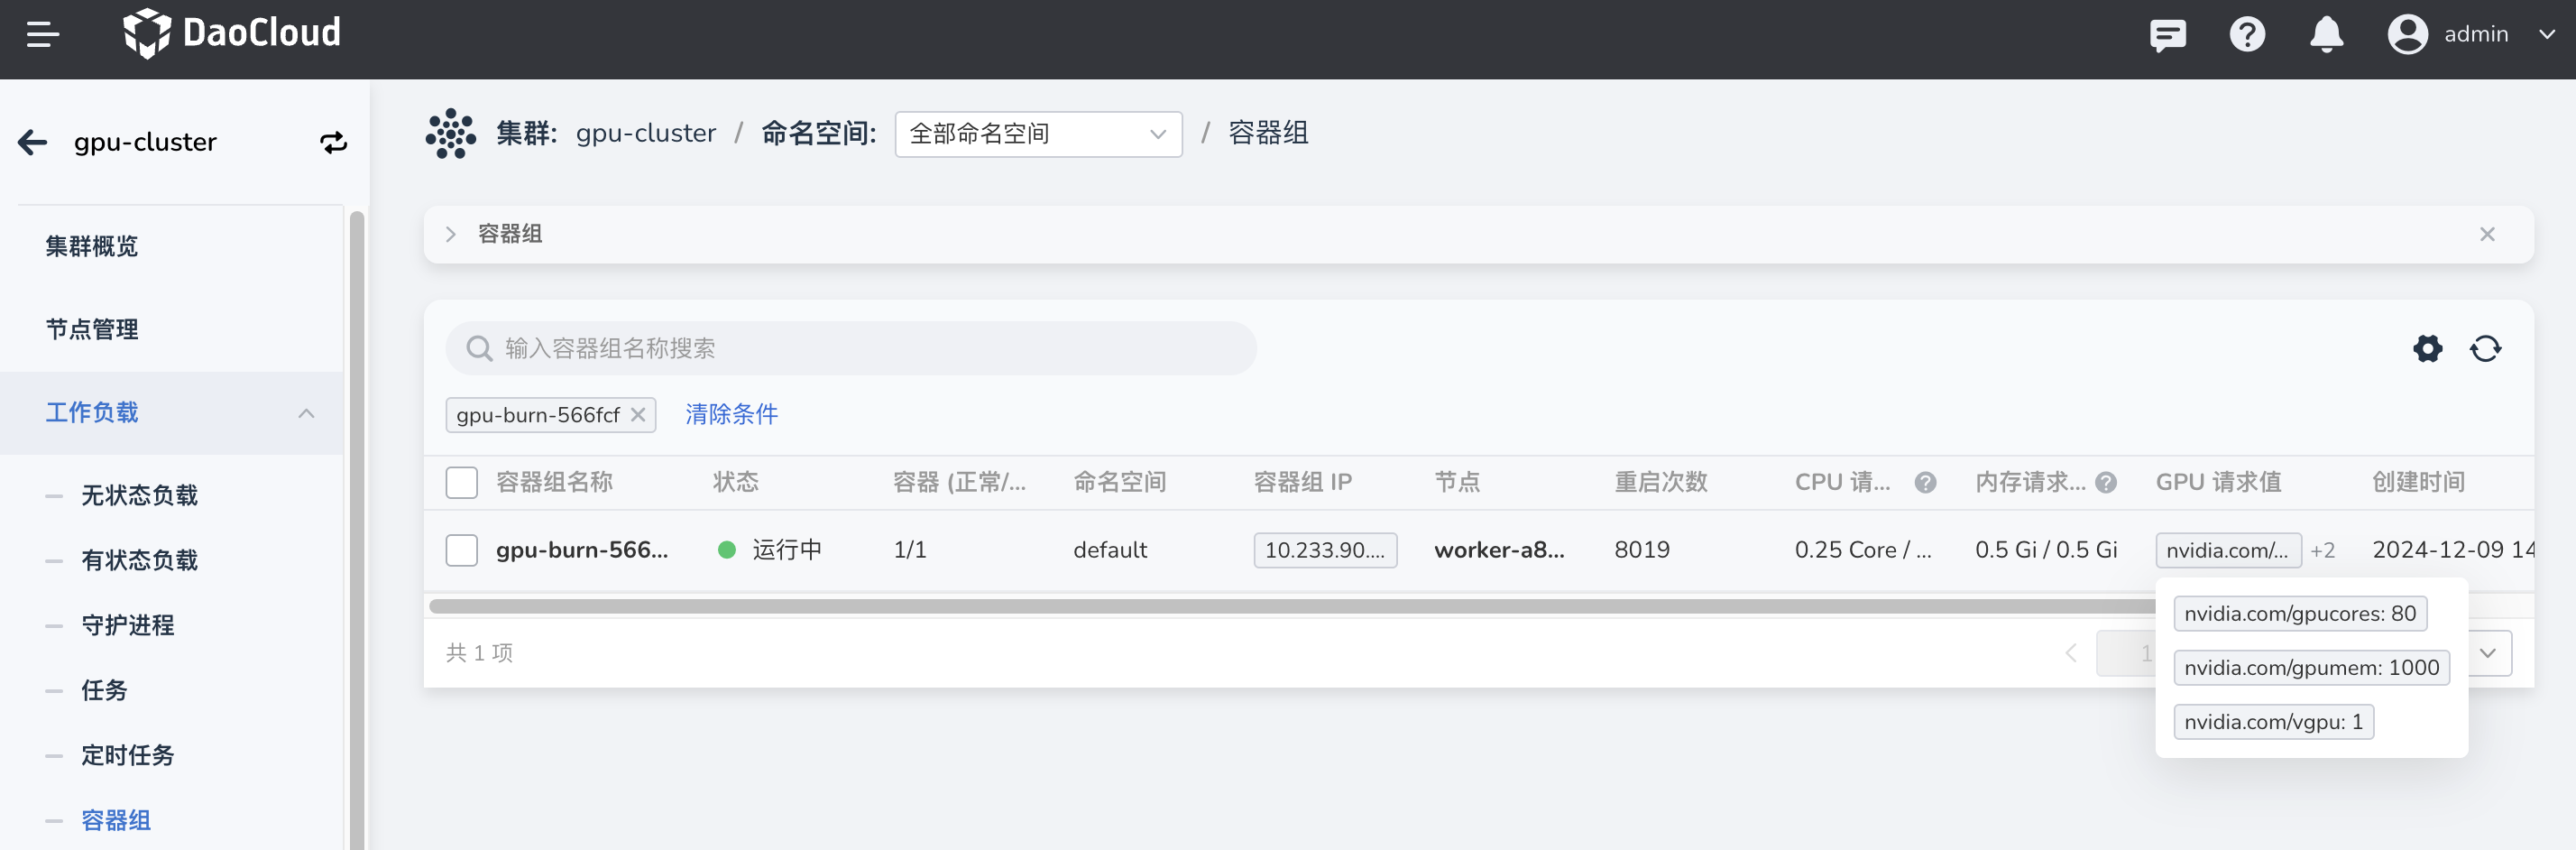 DaoCloud
admin
gpu-cluster
集群概览
节点管理
工作负载
无状态负载
有状态负载
守护进程
任务
定时任务
容器组
集群: gpu-cluster / 命名空间: 全部命名空间 / 容器组
容器组
输入容器组名称搜索
gpu-burn-566fcf 清除条件
容器组名称 状态 容器 (正常/... 命名空间 容器组 IP 节点 重启次数 CPU 请... 内存请求... GPU 请求值 创建时间
gpu-burn-566... 运行中 1/1 default 10.233.90.... worker-a8... 8019 0.25 Core / ... 0.5 Gi / 0.5 Gi nvidia.com/... +2 2024-12-09 14
nvidia.com/gpucores: 80
nvidia.com/gpumem: 1000
nvidia.com/vgpu: 1
共 1 项 1